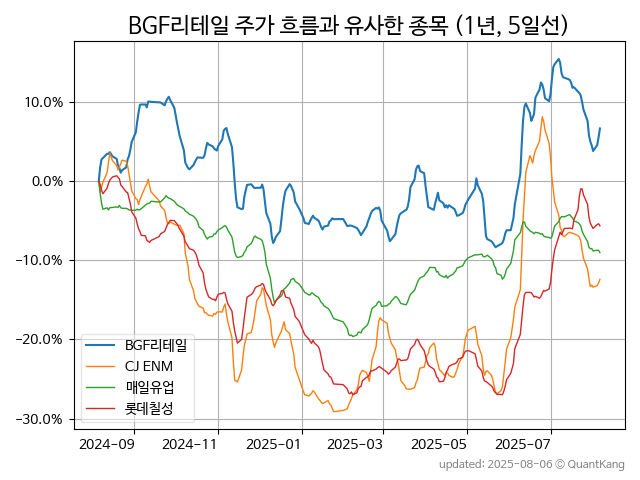 BGF리테일 주가 흐름과 유사한 종목 (1년, 5일선)
10.0%
0.0%
−10.0%
−20.0%
−30.0%
BGF리테일
CJ ENM
매일유업
롯데칠성
2024-09
2024-11
2025-01
2025-03
2025-05
2025-07
updated: 2025-08-06 © QuantKang